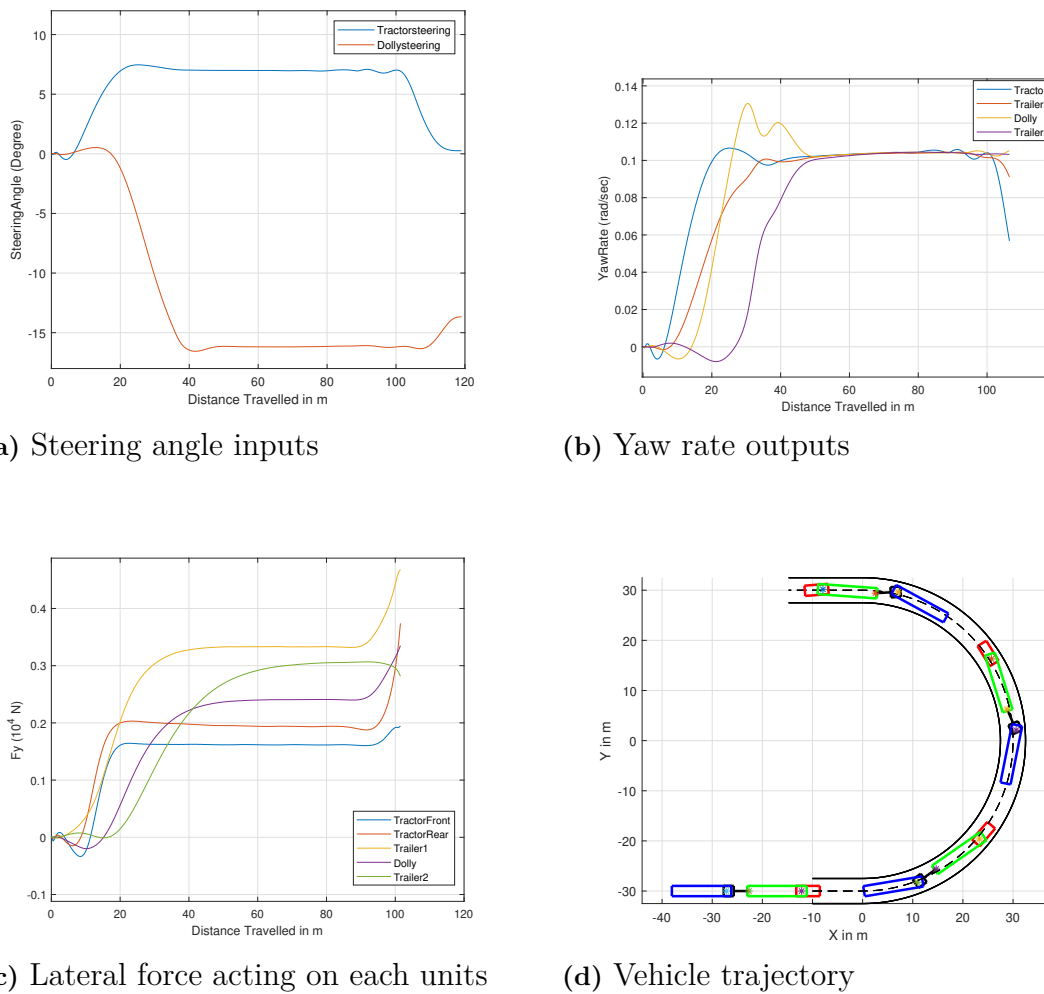 10
5
0
-5
-10
-15
SteeringAngle (Degree)
Tractorsteering
Dollysteering
0 20 40 60 80 100 120
Distance Travelled in m
a) Steering angle inputs
0.14
0.12
0.1
0.08
0.06
0.04
0.02
0
YawRate (rad/sec)
Tracto
Trailer
Dolly
Trailer
0 20 40 60 80 100
Distance Travelled in m
(b) Yaw rate outputs
0.4
0.3
0.2
0.1
0
-0.1
Fy (10^4 N)
TractorFront
TractorRear
Trailer1
Dolly
Trailer2
0 20 40 60 80 100 120
Distance Travelled in m
c) Lateral force acting on each units
30
20
10
0
-10
-20
-30
Y in m
-40 -30 -20 -10 0 10 20 30
X in m
(d) Vehicle trajectory